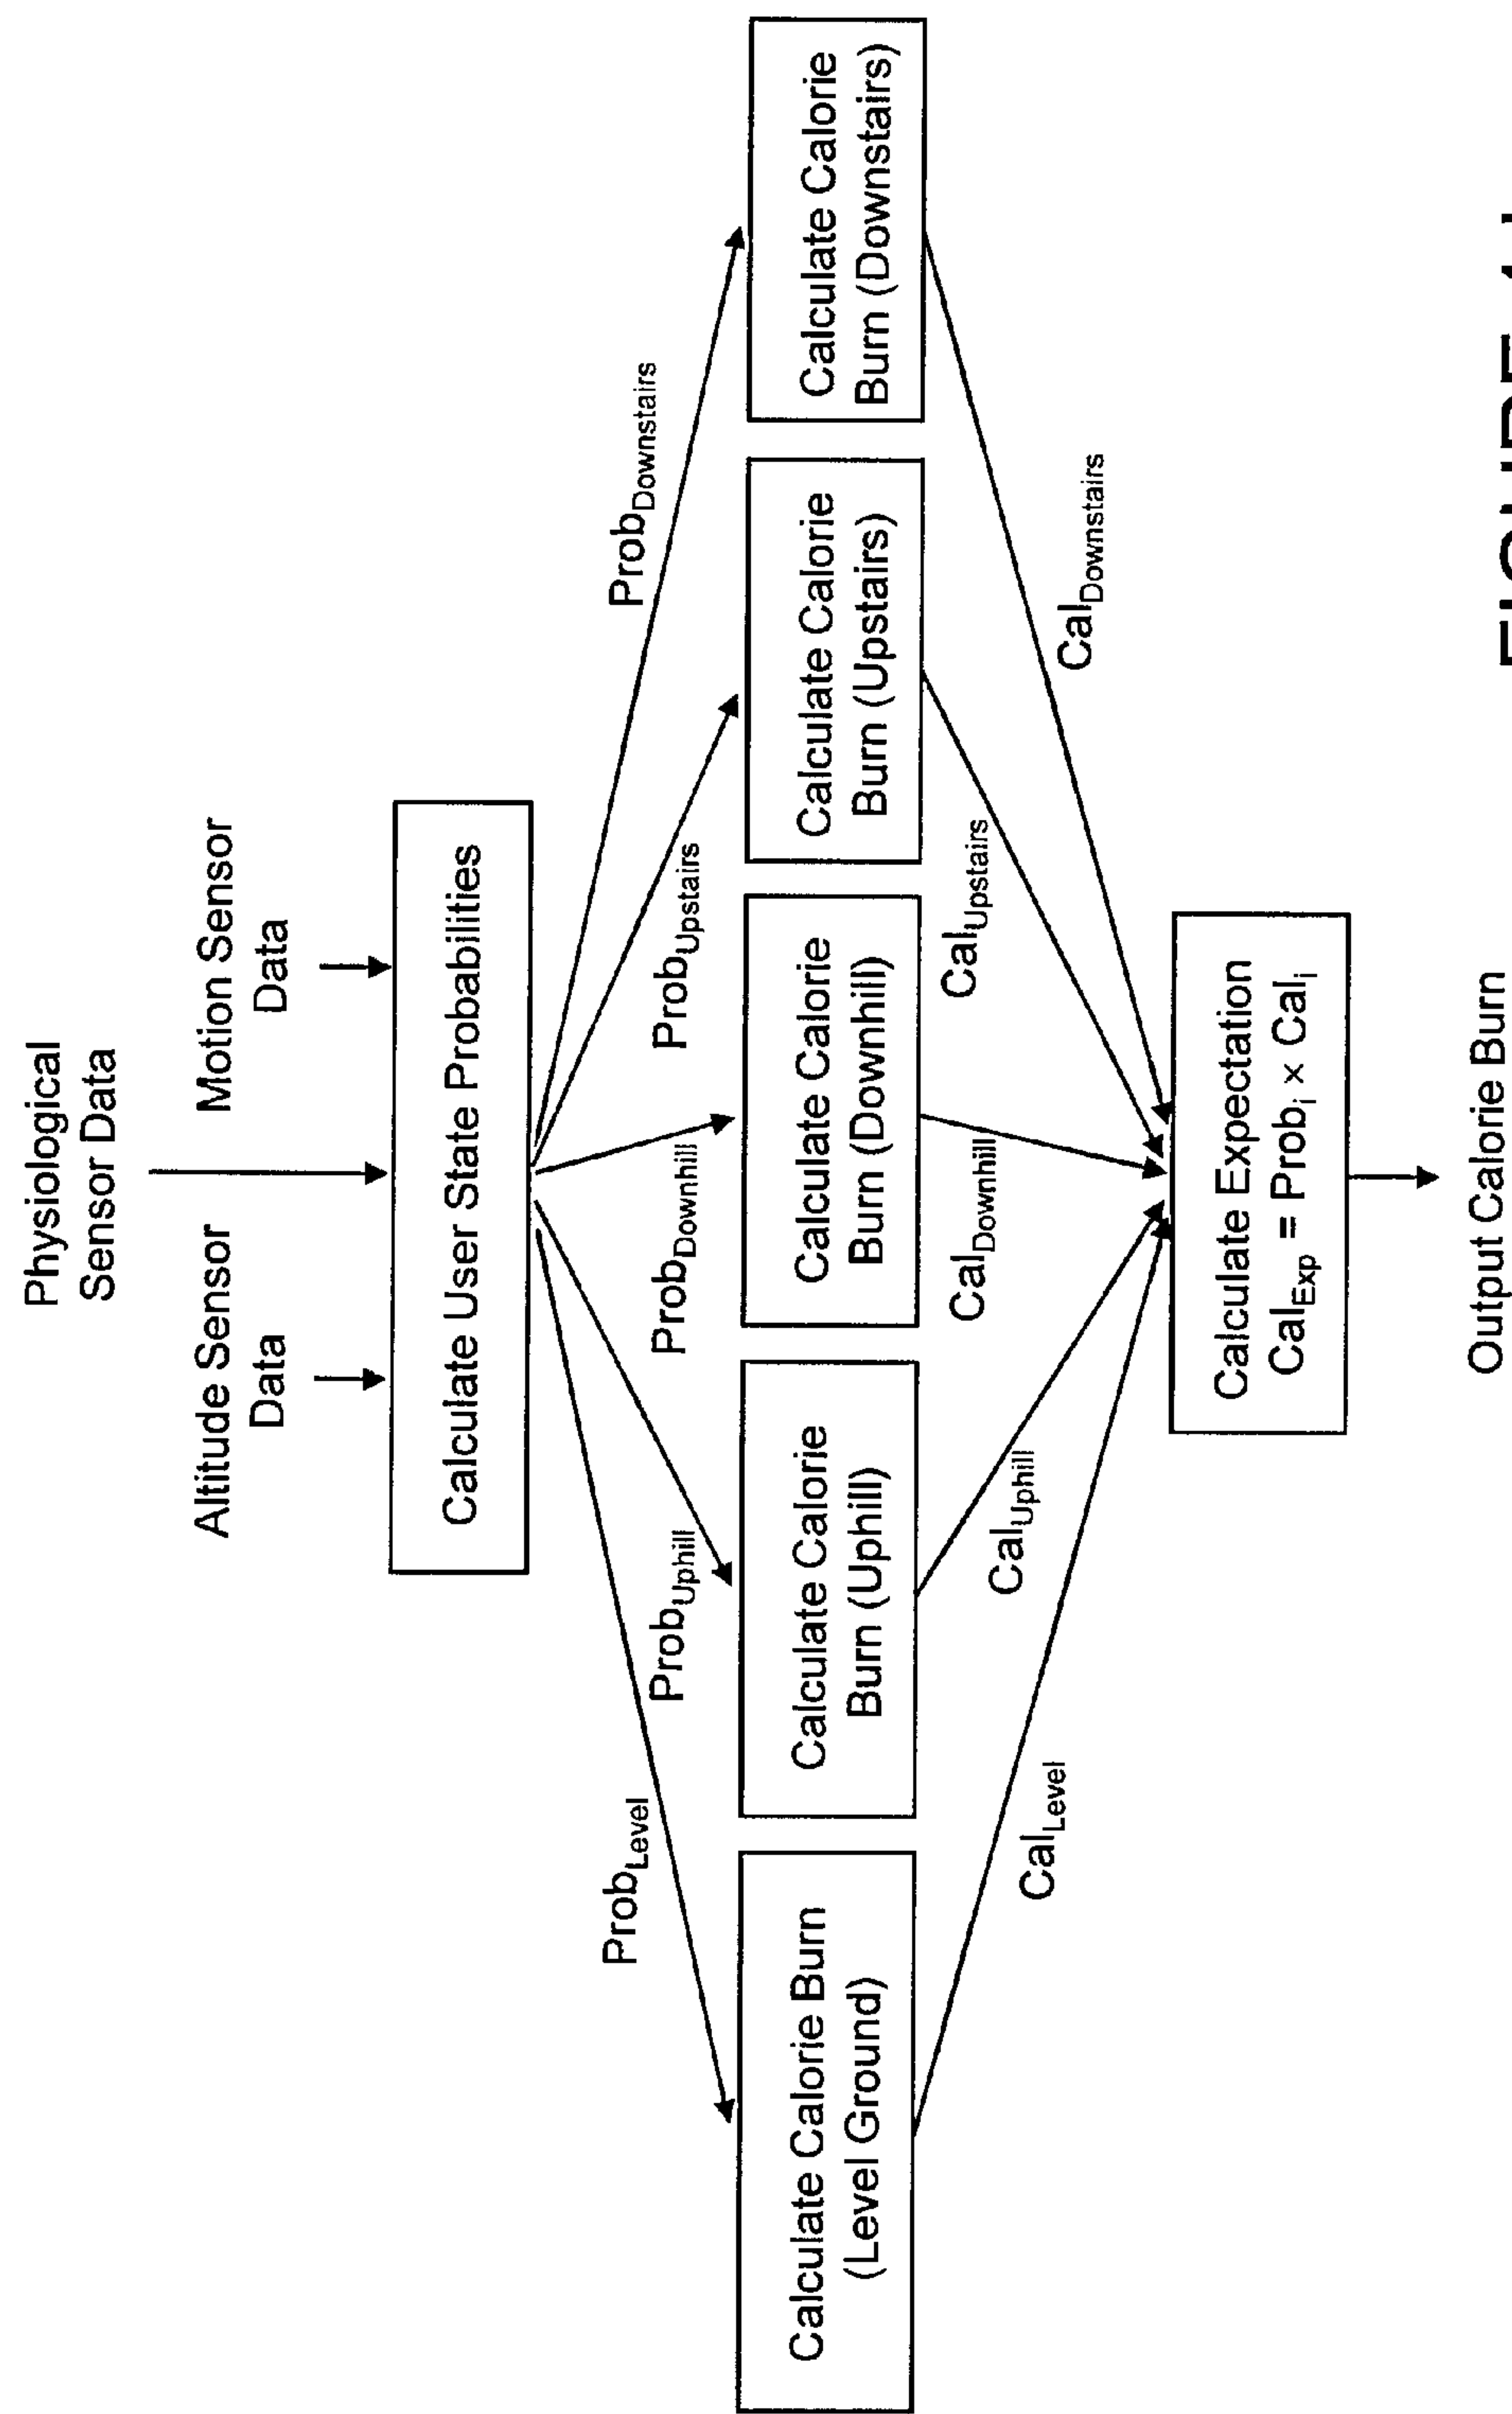 Physiological
Sensor Data
Altitude Sensor
Data
Motion Sensor
Data
Calculate User State Probabilities
Prob_Level
Prob_Uphill
Prob_Downhill
Prob_Upstairs
Prob_Downstairs
Calculate Calorie Burn
(Level Ground)
Calculate Calorie
Burn (Uphill)
Calculate Calorie
Burn (Downhill)
Calculate Calorie
Burn (Upstairs)
Calculate Calorie
Burn (Downstairs)
Cal_Level
Cal_Uphill
Cal_Downhill
Cal_Upstairs
Cal_Downstairs
Calculate Expectation
Cal_Exp = Prob_i × Cal_i
Output Calorie Burn